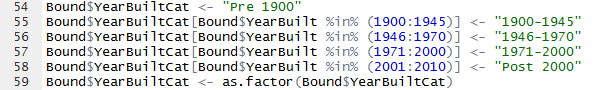 54 Bound$YearBuiltCat <- "Pre 1900"
55 Bound$YearBuiltCat[Bound$YearBuilt %in% (1900:1945)] <- "1900-1945"
56 Bound$YearBuiltCat[Bound$YearBuilt %in% (1946:1970)] <- "1946-1970"
57 Bound$YearBuiltCat[Bound$YearBuilt %in% (1971:2000)] <- "1971-2000"
58 Bound$YearBuiltCat[Bound$YearBuilt %in% (2001:2010)] <- "Post 2000"
59 Bound$YearBuiltCat <- as.factor(Bound$YearBuiltCat)